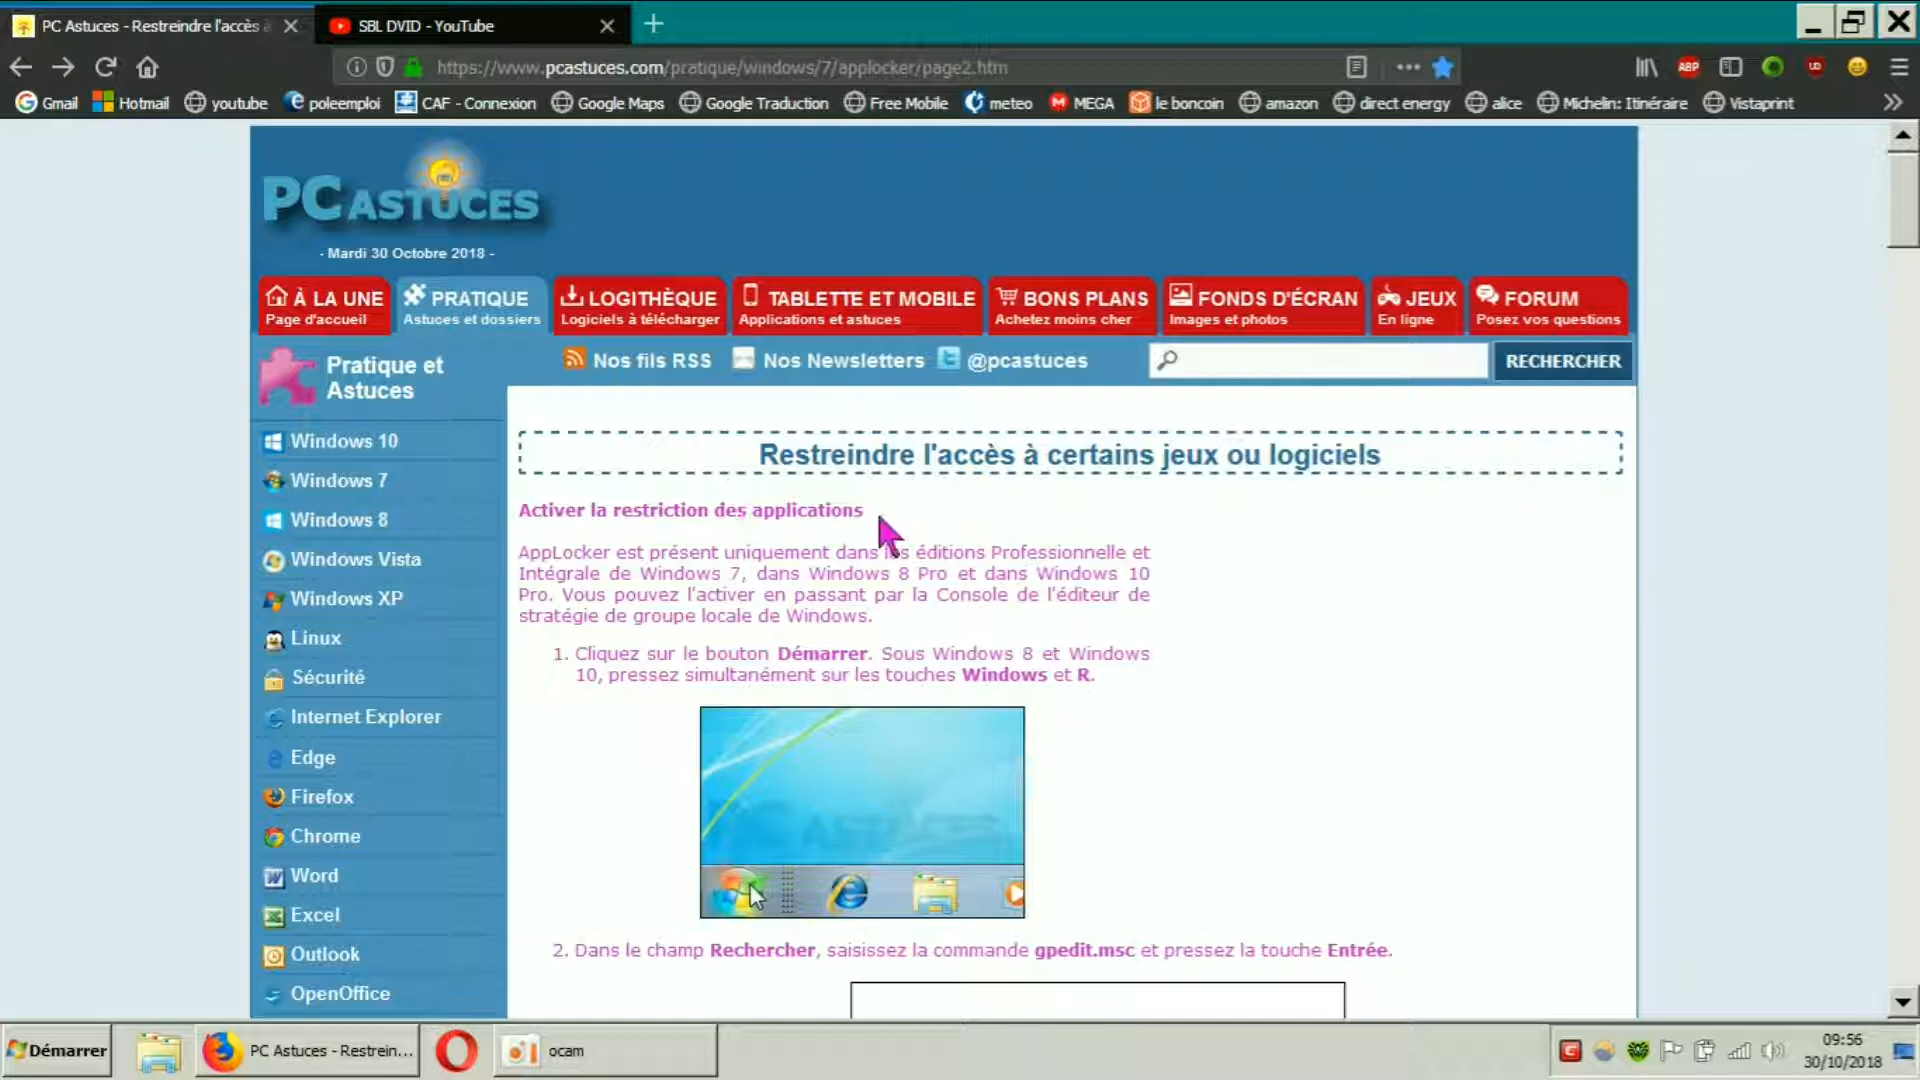 PC Astuces - Restreindre l'accès à
SBL DVID - YouTube
https://www.pcastuces.com/pratique/windows/7/applocker/page2.htm
ABP
UD
Gmail Hotmail youtube poleemploi CAF - Connexion Google Maps Google Traduction Free Mobile meteo MEGA le boncoin amazon direct energy alice Michelin: Itinéraire Vistaprint
PC ASTUCES
- Mardi 30 Octobre 2018 -
À LA UNE PRATIQUE LOGITHÈQUE TABLETTE ET MOBILE BONS PLANS FONDS D'ÉCRAN JEUX FORUM
Page d'accueil Astuces et dossiers Logiciels à télécharger Applications et astuces Achetez moins cher Images et photos En ligne Posez vos questions
Nos fils RSS Nos Newsletters @pcastuces RECHERCHER
Pratique et
Astuces
Windows 10
Windows 7
Windows 8
Windows Vista
Windows XP
Linux
Sécurité
Internet Explorer
Edge
Firefox
Chrome
Word
Excel
Outlook
OpenOffice
Restreindre l'accès à certains jeux ou logiciels
Activer la restriction des applications
AppLocker est présent uniquement dans les éditions Professionnelle et
Intégrale de Windows 7, dans Windows 8 Pro et dans Windows 10
Pro. Vous pouvez l'activer en passant par la Console de l'éditeur de
stratégie de groupe locale de Windows.
1. Cliquez sur le bouton Démarrer. Sous Windows 8 et Windows
10, pressez simultanément sur les touches Windows et R.
PC ASTUCES
2. Dans le champ Rechercher, saisissez la commande gpedit.msc et pressez la touche Entrée.
Démarrer
PC Astuces - Restrein...
ocam
09:56
30/10/2018